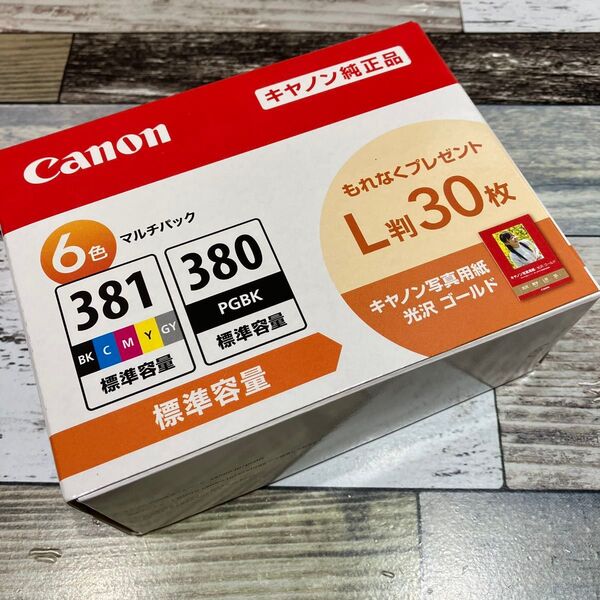 Canon
キヤノン純正品
6色
マルチパック
381
BK C M Y GY
標準容量
380
PGBK
標準容量
標準容量
もれなくプレゼント
L判30枚
キヤノン写真用紙
光沢 ゴールド